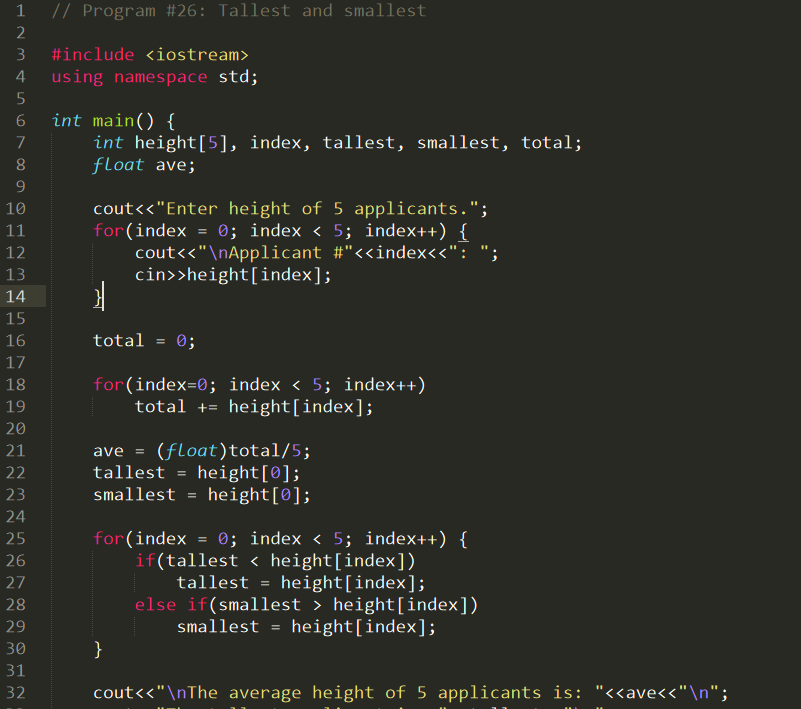 1 // Program #26: Tallest and smallest
2
3 #include <iostream>
4 using namespace std;
5
6 int main() {
7 int height[5], index, tallest, smallest, total;
8 float ave;
9
10 cout<<"Enter height of 5 applicants.";
11 for(index = 0; index < 5; index++) {
12 cout<<"\nApplicant #"<<index<<": ";
13 cin>>height[index];
14 }
15
16 total = 0;
17
18 for(index=0; index < 5; index++)
19 total += height[index];
20
21 ave = (float)total/5;
22 tallest = height[0];
23 smallest = height[0];
24
25 for(index = 0; index < 5; index++) {
26 if(tallest < height[index])
27 tallest = height[index];
28 else if(smallest > height[index])
29 smallest = height[index];
30 }
31
32 cout<<"\nThe average height of 5 applicants is: "<<ave<<"\n";